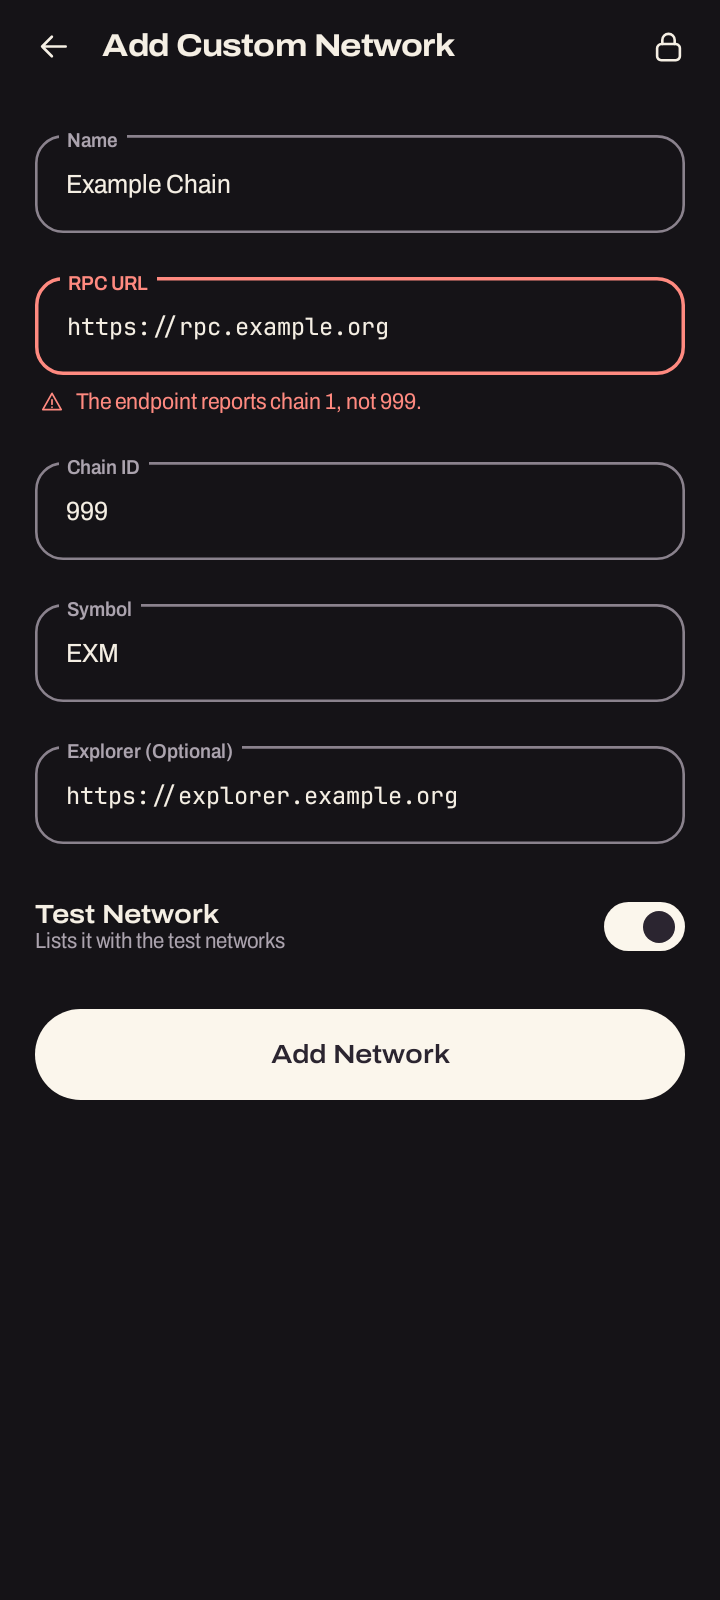 Add Custom Network
Name
Example Chain
RPC URL
https://rpc.example.org
The endpoint reports chain 1, not 999.
Chain ID
999
Symbol
EXM
Explorer (Optional)
https://explorer.example.org
Test Network
Lists it with the test networks
Add Network